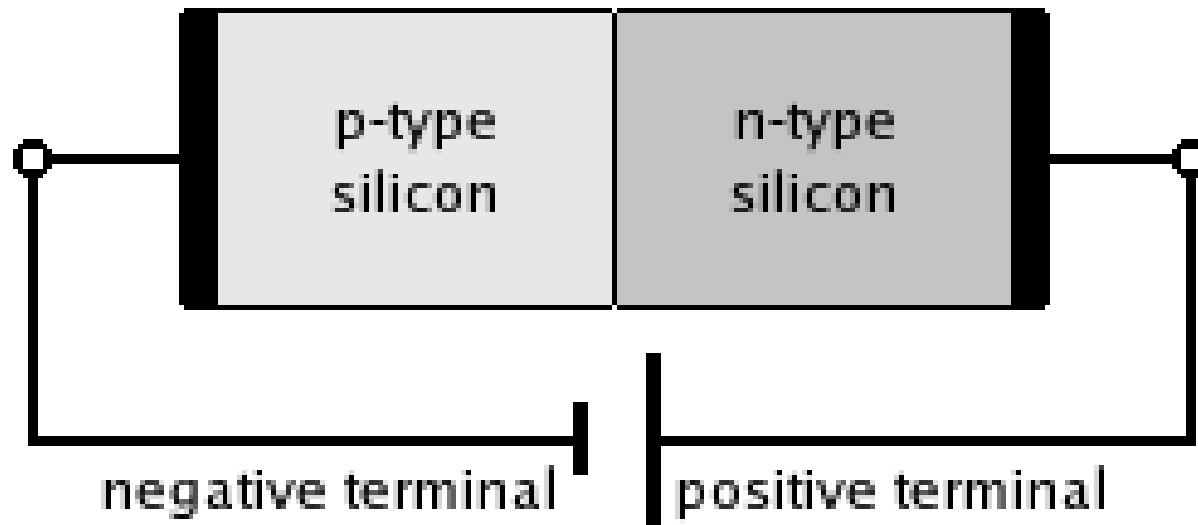 p-type
silicon
n-type
silicon
negative terminal
positive terminal